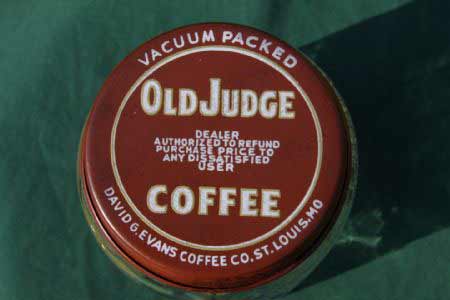 VACUUM PACKED
OLD JUDGE
DEALER
AUTHORIZED TO REFUND
PURCHASE PRICE TO
ANY DISSATISFIED
USER
COFFEE
DAVID G. EVANS COFFEE CO. ST. LOUIS. MO